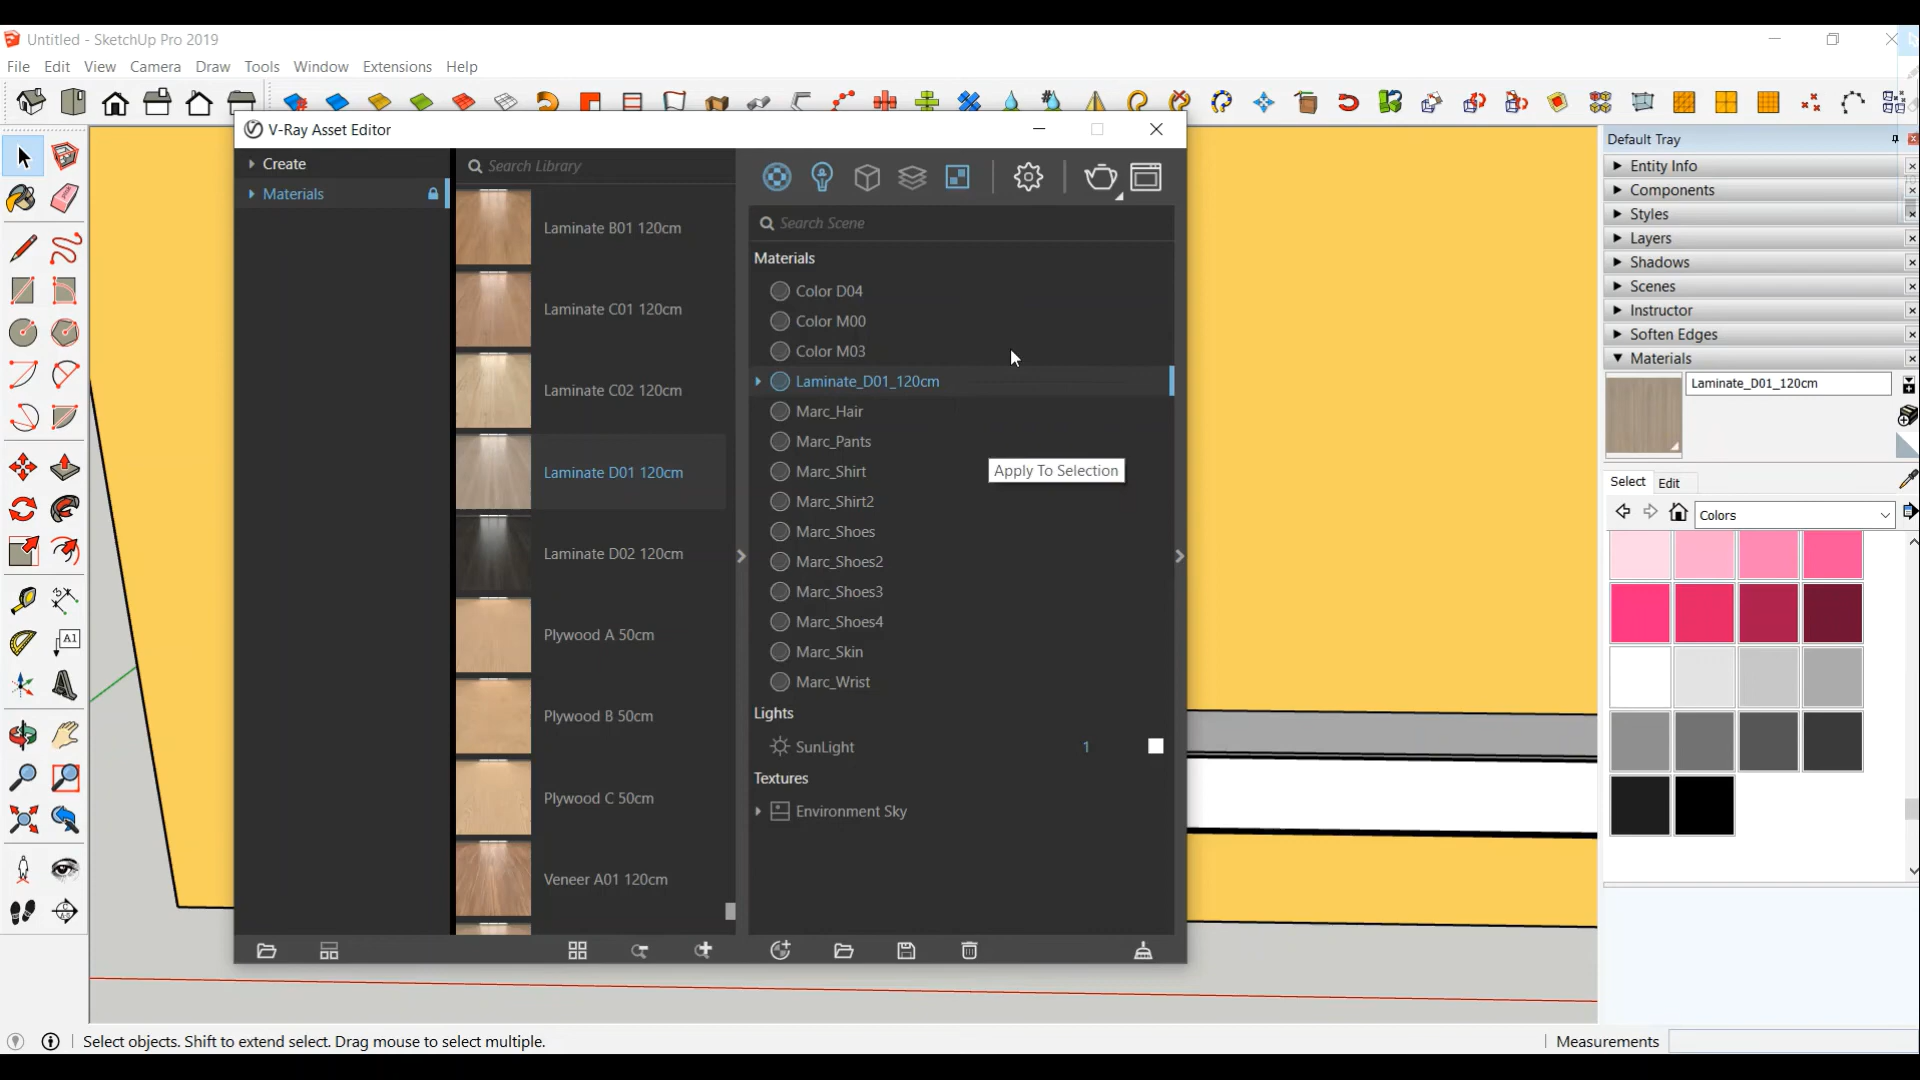 Untitled - SketchUp Pro 2019
File Edit View Camera Draw Tools Window Extensions Help
V-Ray Asset Editor
Create
Materials
Search Library
Laminate B01 120cm
Laminate C01 120cm
Laminate C02 120cm
Laminate D01 120cm
Laminate D02 120cm
Plywood A 50cm
Plywood B 50cm
Plywood C 50cm
Veneer A01 120cm
Search Scene
Materials
Color D04
Color M00
Color M03
Laminate_D01_120cm
Marc_Hair
Marc_Pants
Marc_Shirt
Marc_Shirt2
Marc_Shoes
Marc_Shoes2
Marc_Shoes3
Marc_Shoes4
Marc_Skin
Marc_Wrist
Apply To Selection
Lights
SunLight 1
Textures
Environment Sky
Default Tray
Entity Info
Components
Styles
Layers
Shadows
Scenes
Instructor
Soften Edges
Materials
Laminate_D01_120cm
Select Edit
Colors
A1
Select objects. Shift to extend select. Drag mouse to select multiple.
Measurements